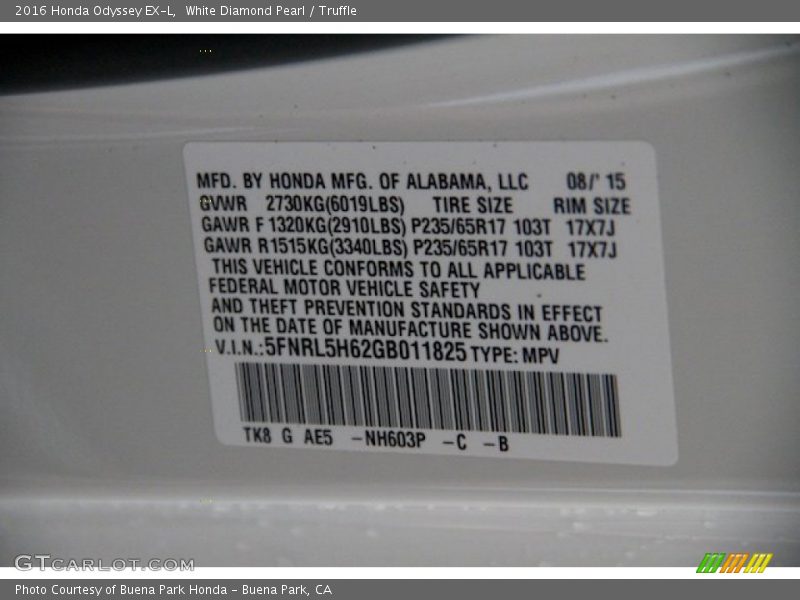 2016 Honda Odyssey EX-L, White Diamond Pearl / Truffle
MFD. BY HONDA MFG. OF ALABAMA, LLC 08/' 15
GVWR 2730KG(6019LBS) TIRE SIZE RIM SIZE
GAWR F 1320KG(2910LBS) P235/65R17 103T 17X7J
GAWR R1515KG(3340LBS) P235/65R17 103T 17X7J
THIS VEHICLE CONFORMS TO ALL APPLICABLE
FEDERAL MOTOR VEHICLE SAFETY
AND THEFT PREVENTION STANDARDS IN EFFECT
ON THE DATE OF MANUFACTURE SHOWN ABOVE.
V.I.N.:5FNRL5H62GB011825 TYPE: MPV
TK8 G AE5 -NH603P -C -B
GTCARLOT.COM
Photo Courtesy of Buena Park Honda - Buena Park, CA